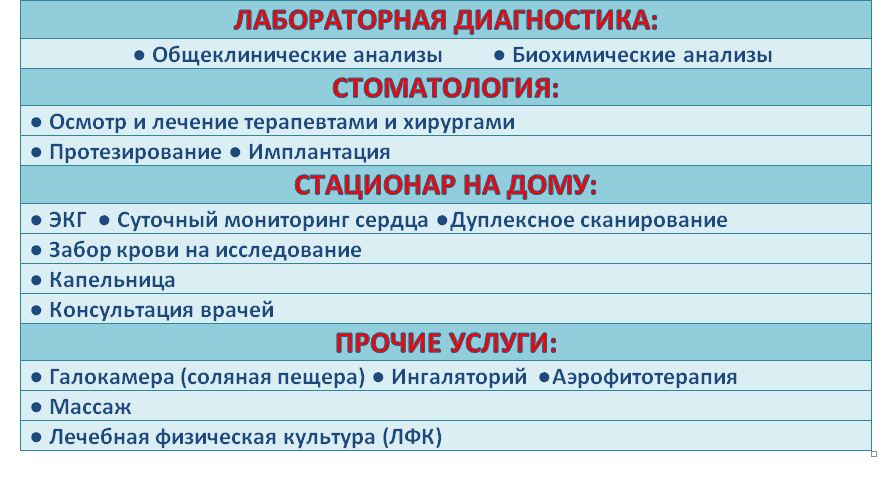 ЛАБОРАТОРНАЯ ДИАГНОСТИКА:
● Общеклинические анализы ● Биохимические анализы
СТОМАТОЛОГИЯ:
● Осмотр и лечение терапевтами и хирургами
● Протезирование ● Имплантация
СТАЦИОНАР НА ДОМУ:
● ЭКГ ● Суточный мониторинг сердца ●Дуплексное сканирование
● Забор крови на исследование
● Капельница
● Консультация врачей
ПРОЧИЕ УСЛУГИ:
● Галокамера (соляная пещера) ● Ингаляторий ●Аэрофитотерапия
● Массаж
● Лечебная физическая культура (ЛФК)